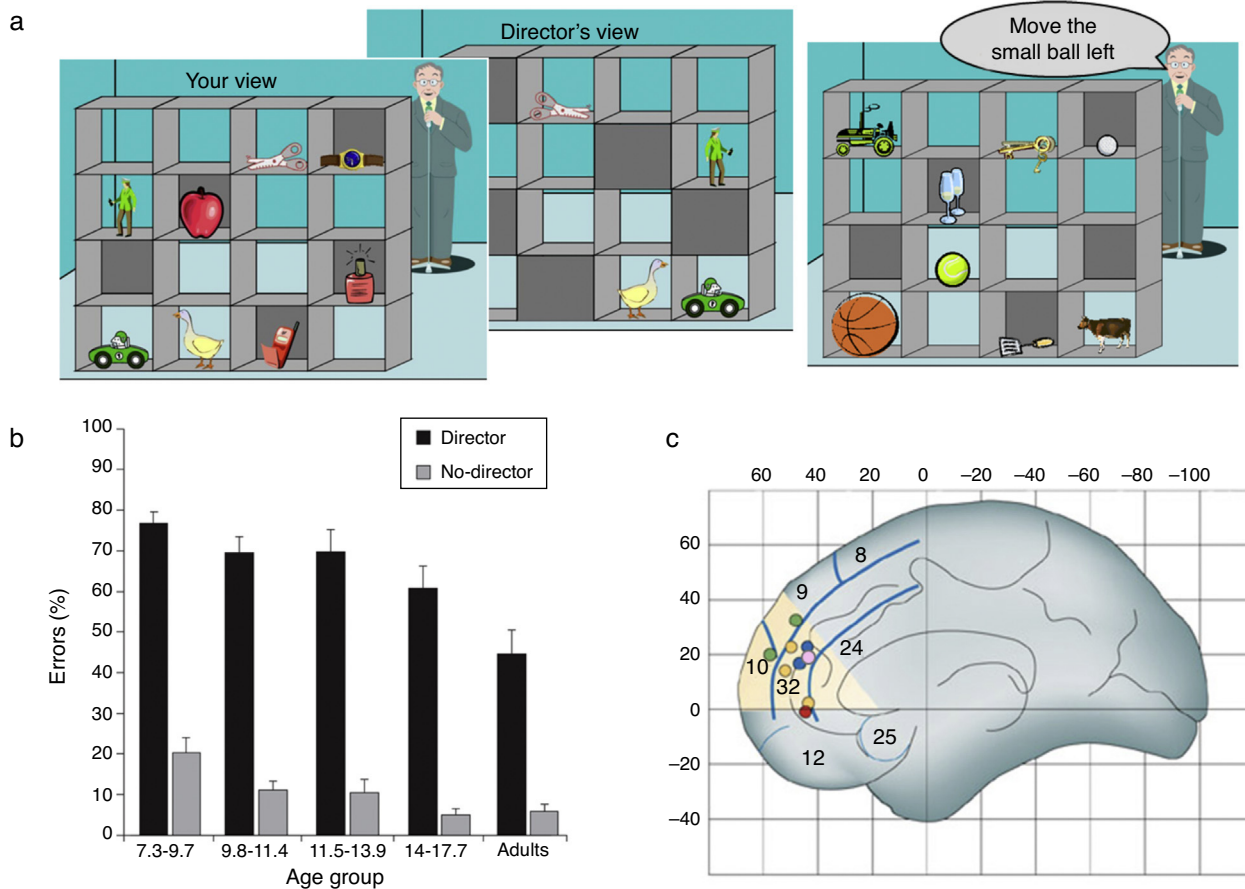 a
Your view
Director's view
Move the
small ball left
b
Errors (%)
100
90
80
70
60
50
40
30
20
10
0
Director
No-director
7.3-9.7
9.8-11.4
11.5-13.9
14-17.7
Adults
Age group
c
60 40 20 0 –20 –40 –60 –80 –100
60
40
20
0
–20
–40
8
9
24
10
32
25
12